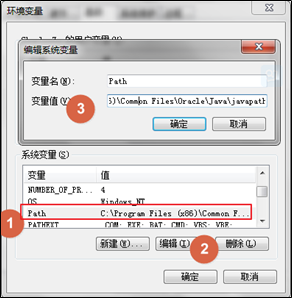 环境变量
编辑系统变量
变量名(N): Path
变量值(V): 6)\Common Files\Oracle\Java\javapath
3
确定 取消
系统变量(S)
变量 值
NUMBER_OF_PR... 4
OS Windows_NT
Path C:\Program Files (x86)\Common F...
1
PATHEXT .COM;.EXE;.BAT;.CMD;.VBS;.VBE;
新建(W)... 编辑(I)... 删除(L)
2
确定 取消